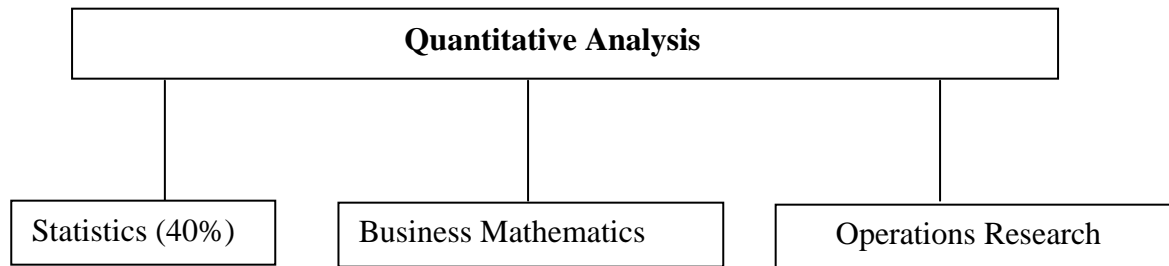 Quantitative Analysis
Statistics (40%)
Business Mathematics
Operations Research